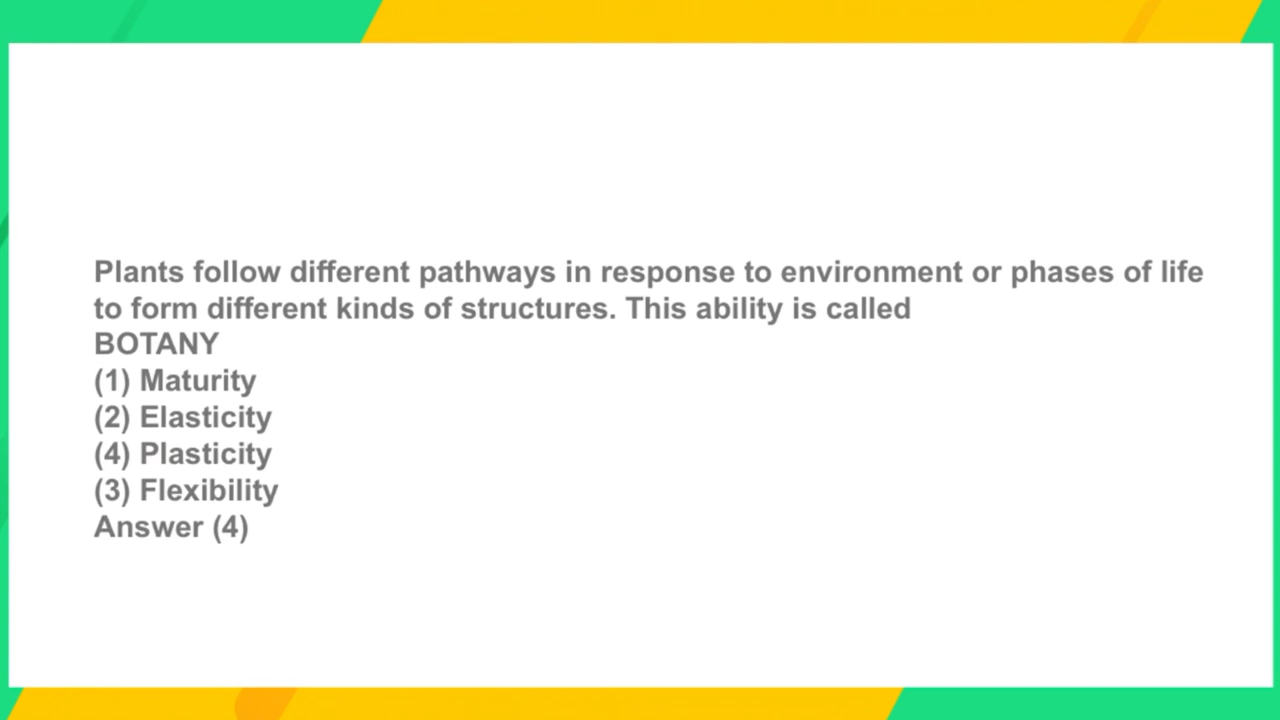 Plants follow different pathways in response to environment or phases of life
to form different kinds of structures. This ability is called
BOTANY
(1) Maturity
(2) Elasticity
(4) Plasticity
(3) Flexibility
Answer (4)